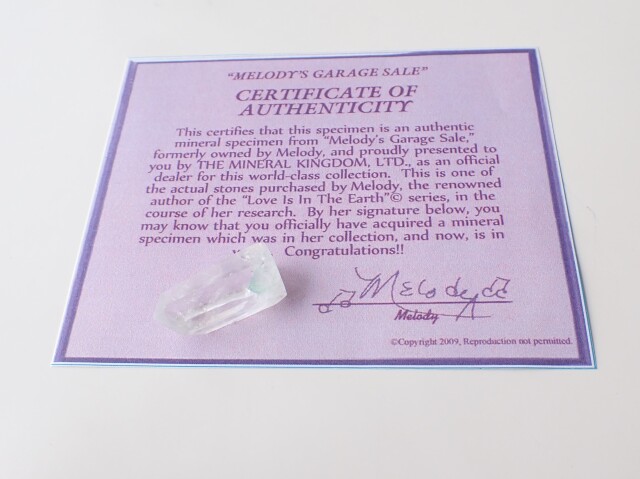 "MELODY'S GARAGE SALE"
CERTIFICATE OF
AUTHENTICITY
This certifies that this specimen is an authentic
mineral specimen from "Melody's Garage Sale,"
formerly owned by Melody, and proudly presented to
you by THE MINERAL KINGDOM, LTD., as an official
dealer for this world-class collection. This is one of
the actual stones purchased by Melody, the renowned
author of the "Love Is In The Earth"© series, in the
course of her research. By her signature below, you
may know that you officially have acquired a mineral
specimen which was in her collection, and now, is in
Congratulations!!
Melody
Melody
©Copyright 2009, Reproduction not permitted.